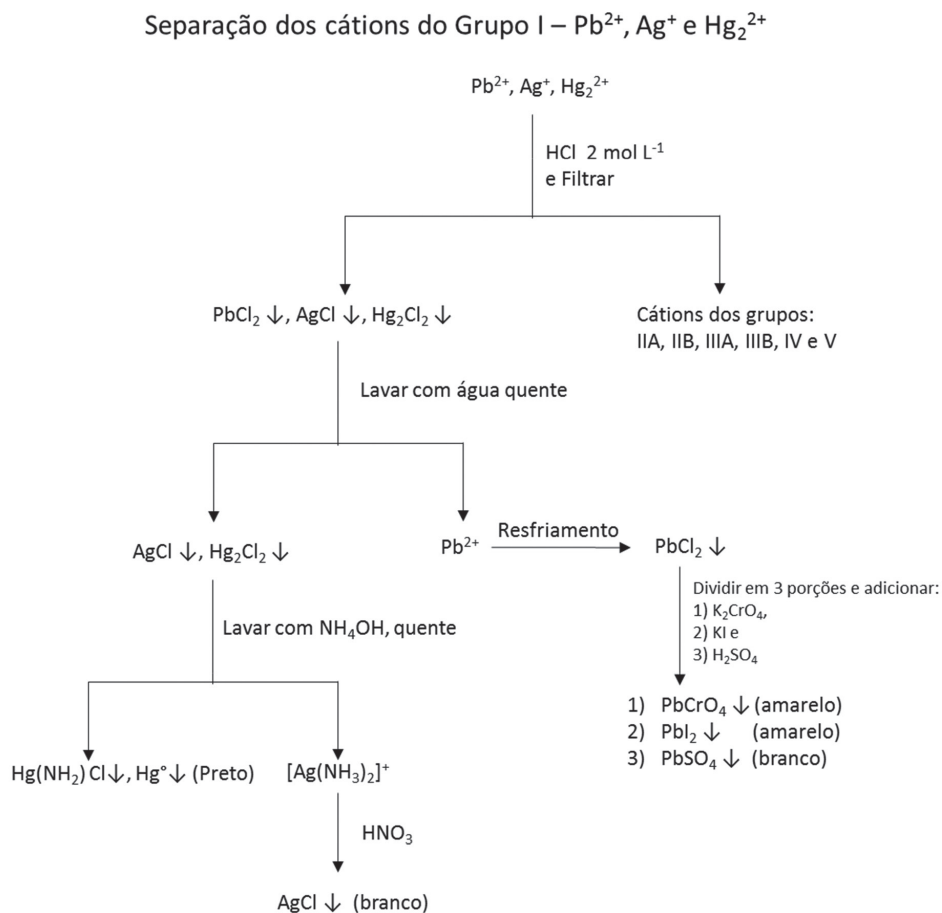 Separação dos cátions do Grupo I – Pb²⁺, Ag⁺ e Hg₂²⁺
Pb²⁺, Ag⁺, Hg₂²⁺
HCl 2 mol L⁻¹
e Filtrar
PbCl₂ ↓, AgCl ↓, Hg₂Cl₂ ↓
Cátions dos grupos:
IIA, IIB, IIIA, IIIB, IV e V
Lavar com água quente
AgCl ↓, Hg₂Cl₂ ↓
Pb²⁺
Resfriamento
PbCl₂ ↓
Dividir em 3 porções e adicionar:
1) K₂CrO₄,
2) KI e
3) H₂SO₄
Lavar com NH₄OH, quente
1) PbCrO₄ ↓ (amarelo)
2) PbI₂ ↓ (amarelo)
3) PbSO₄ ↓ (branco)
Hg(NH₂) Cl↓, Hg°↓ (Preto)
[Ag(NH₃)₂]⁺
HNO₃
AgCl ↓ (branco)